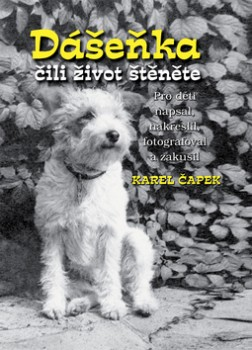 Dášeňka
čili život štěněte
Pro děti
napsal,
nakreslil,
fotografoval
a zakusil
KAREL ČAPEK